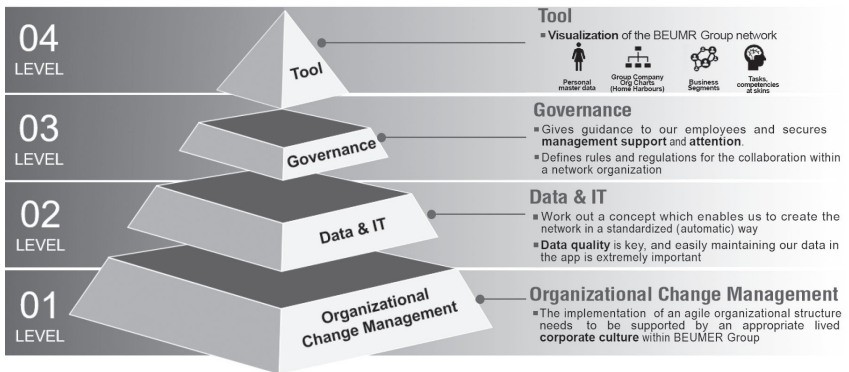 04
LEVEL
Tool
Tool
▪ Visualization of the BEUMR Group network
Personal
master data
Group Company
Org Charts
(Home Harbours)
Business
Segments
Tasks,
competencies
at skins
03
LEVEL
Governance
Governance
▪ Gives guidance to our employees and secures
management support and attention.
▪ Defines rules and regulations for the collaboration within
a network organization
02
LEVEL
Data & IT
Data & IT
▪ Work out a concept which enables us to create the
network in a standardized (automatic) way
▪ Data quality is key, and easily maintaining our data in
the app is extremely important
01
LEVEL
Organizational
Change Management
Organizational Change Management
▪ The implementation of an agile organizational structure
needs to be supported by an appropriate lived
corporate culture within BEUMER Group